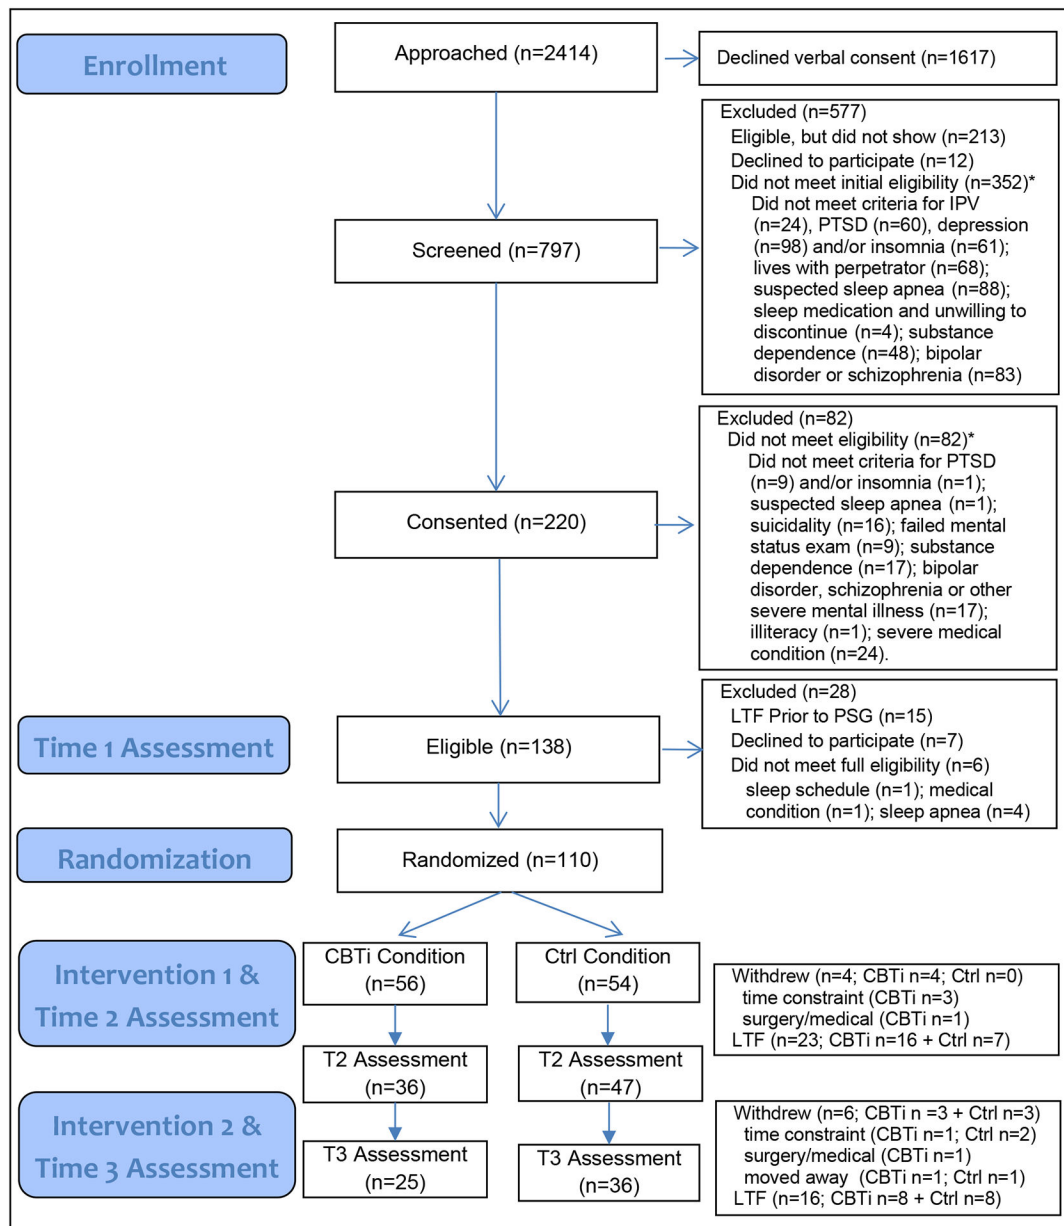 Enrollment
Approached (n=2414)
Declined verbal consent (n=1617)
Screened (n=797)
Excluded (n=577)
Eligible, but did not show (n=213)
Declined to participate (n=12)
Did not meet initial eligibility (n=352)*
Did not meet criteria for IPV
(n=24), PTSD (n=60), depression
(n=98) and/or insomnia (n=61);
lives with perpetrator (n=68);
suspected sleep apnea (n=88);
sleep medication and unwilling to
discontinue (n=4); substance
dependence (n=48); bipolar
disorder or schizophrenia (n=83)
Consented (n=220)
Excluded (n=82)
Did not meet eligibility (n=82)*
Did not meet criteria for PTSD
(n=9) and/or insomnia (n=1);
suspected sleep apnea (n=1);
suicidality (n=16); failed mental
status exam (n=9); substance
dependence (n=17); bipolar
disorder, schizophrenia or other
severe mental illness (n=17);
illiteracy (n=1); severe medical
condition (n=24).
Time 1 Assessment
Eligible (n=138)
Excluded (n=28)
LTF Prior to PSG (n=15)
Declined to participate (n=7)
Did not meet full eligibility (n=6)
sleep schedule (n=1); medical
condition (n=1); sleep apnea (n=4)
Randomization
Randomized (n=110)
Intervention 1 &
Time 2 Assessment
CBTi Condition
(n=56)
Ctrl Condition
(n=54)
Withdrew (n=4; CBTi n=4; Ctrl n=0)
time constraint (CBTi n=3)
surgery/medical (CBTi n=1)
LTF (n=23; CBTi n=16 + Ctrl n=7)
T2 Assessment
(n=36)
T2 Assessment
(n=47)
Intervention 2 &
Time 3 Assessment
T3 Assessment
(n=25)
T3 Assessment
(n=36)
Withdrew (n=6; CBTi n =3 + Ctrl n=3)
time constraint (CBTi n=1; Ctrl n=2)
surgery/medical (CBTi n=1)
moved away (CBTi n=1; Ctrl n=1)
LTF (n=16; CBTi n=8 + Ctrl n=8)